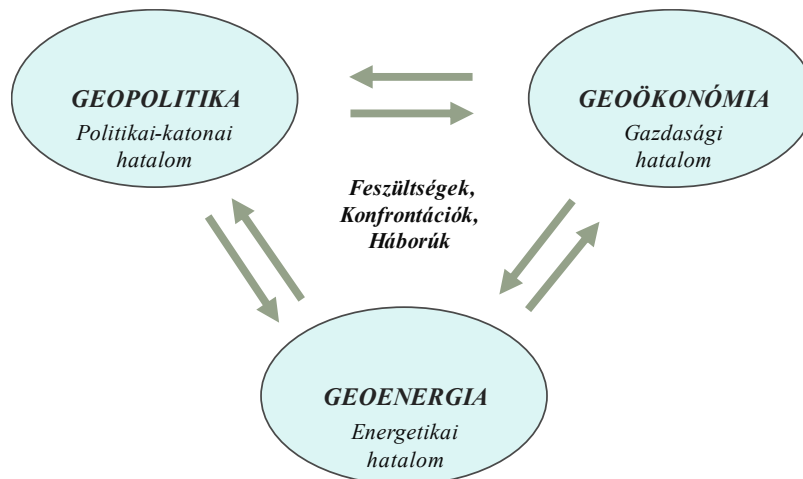 GEOPOLITIKA
Politikai-katonai
hatalom
GEOÖKONÓMIA
Gazdasági
hatalom
Feszültségek,
Konfrontációk,
Háborúk
GEOENERGIA
Energetikai
hatalom